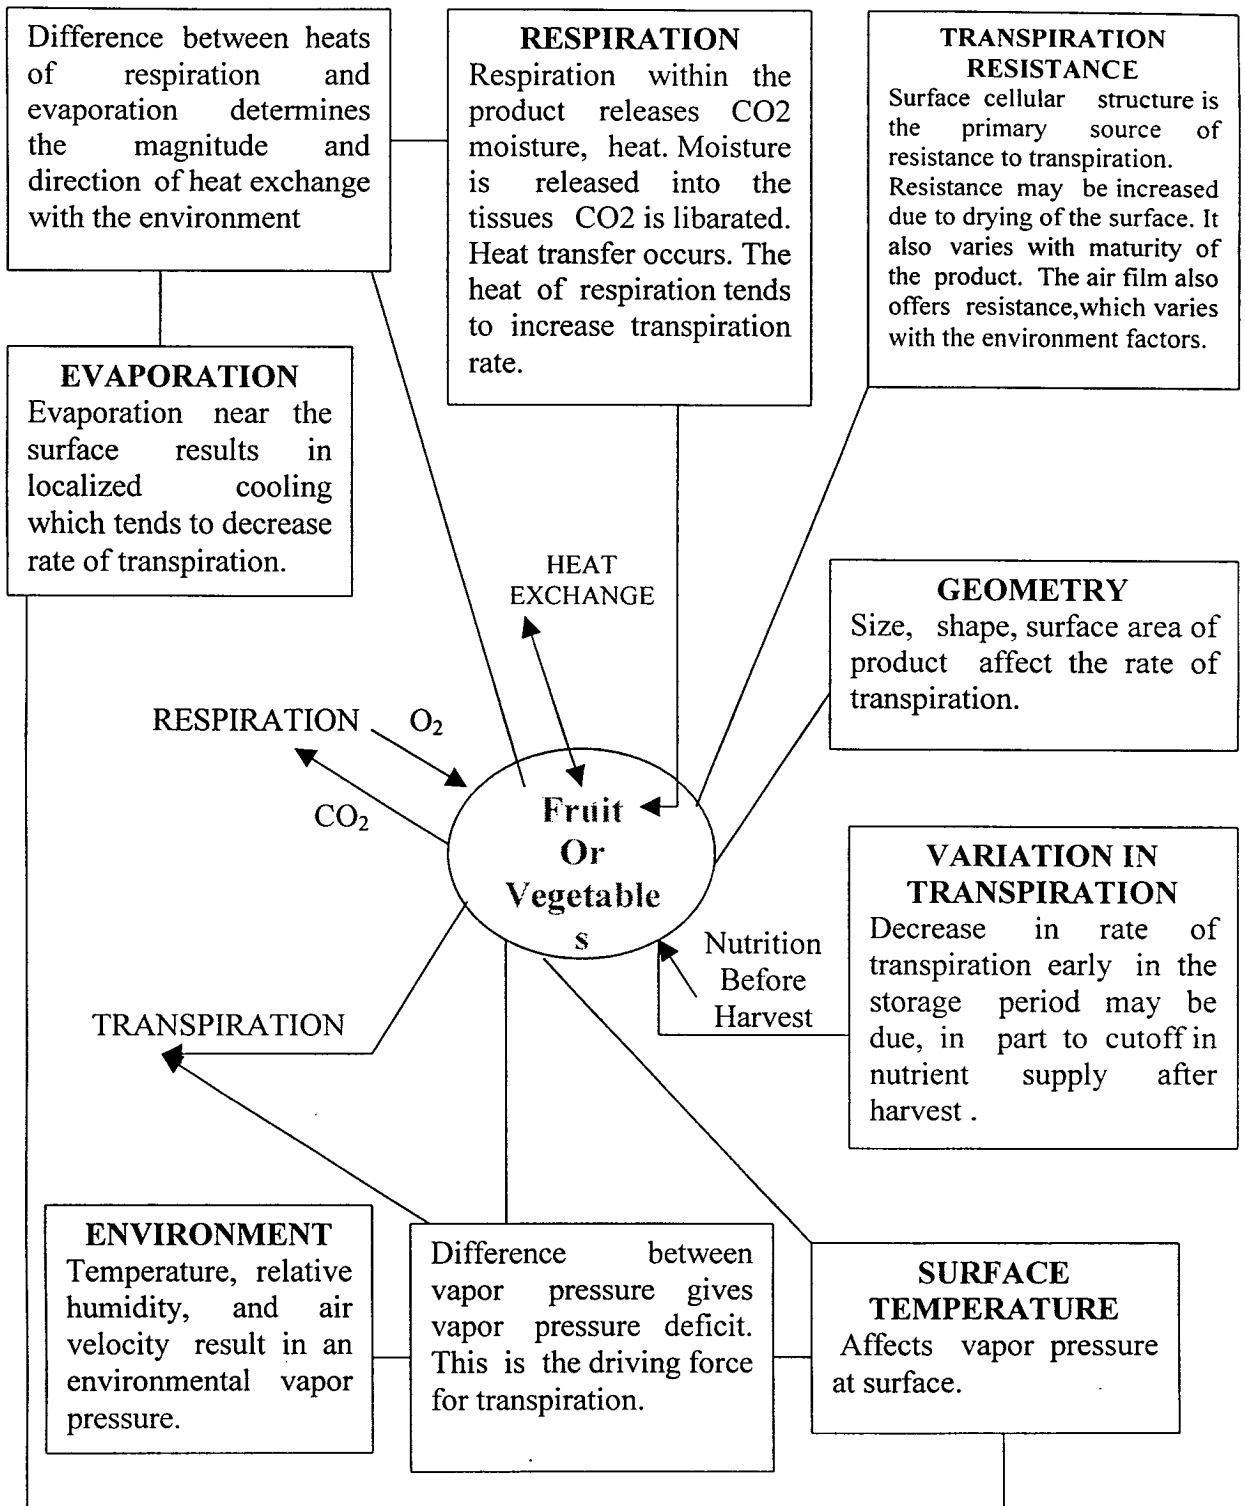 Difference between heats
of respiration and
evaporation determines
the magnitude and
direction of heat exchange
with the environment
RESPIRATION
Respiration within the
product releases CO2
moisture, heat. Moisture
is released into the
tissues CO2 is libarated.
Heat transfer occurs. The
heat of respiration tends
to increase transpiration
rate.
TRANSPIRATION
RESISTANCE
Surface cellular structure is
the primary source of
resistance to transpiration.
Resistance may be increased
due to drying of the surface. It
also varies with maturity of
the product. The air film also
offers resistance,which varies
with the environment factors.
EVAPORATION
Evaporation near the
surface results in
localized cooling
which tends to decrease
rate of transpiration.
HEAT
EXCHANGE
GEOMETRY
Size, shape, surface area of
product affect the rate of
transpiration.
RESPIRATION
O2
CO2
Fruit
Or
Vegetable
s
VARIATION IN
TRANSPIRATION
Decrease in rate of
transpiration early in the
storage period may be
due, in part to cutoff in
nutrient supply after
harvest .
Nutrition
Before
Harvest
TRANSPIRATION
ENVIRONMENT
Temperature, relative
humidity, and air
velocity result in an
environmental vapor
pressure.
Difference between
vapor pressure gives
vapor pressure deficit.
This is the driving force
for transpiration.
SURFACE
TEMPERATURE
Affects vapor pressure
at surface.